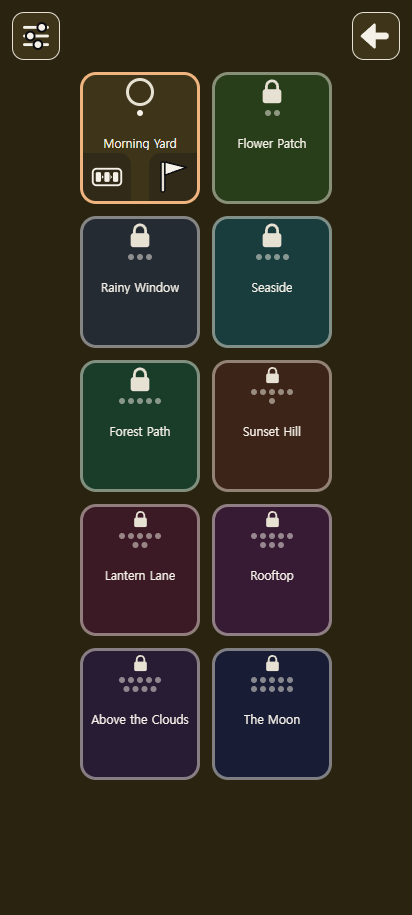 Morning Yard
Flower Patch
Rainy Window
Seaside
Forest Path
Sunset Hill
Lantern Lane
Rooftop
Above the Clouds
The Moon